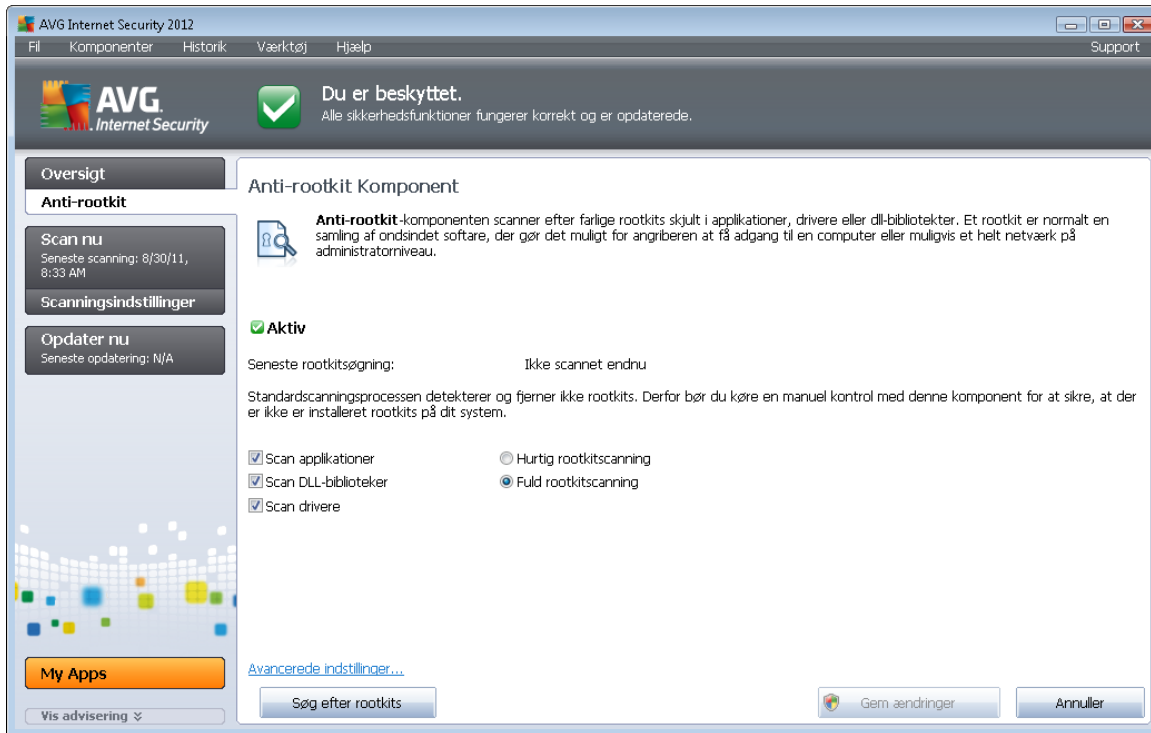 AVG Internet Security 2012
Fil Komponenter Historik Værktøj Hjælp Support
AVG.
Internet Security
Du er beskyttet.
Alle sikkerhedsfunktioner fungerer korrekt og er opdaterede.
Oversigt
Anti-rootkit
Scan nu
Seneste scanning: 8/30/11,
8:33 AM
Scanningsindstillinger
Opdater nu
Seneste opdatering: N/A
My Apps
Vis advisering
Anti-rootkit Komponent
Anti-rootkit-komponenten scanner efter farlige rootkits skjult i applikationer, drivere eller dll-bibliotekter. Et rootkit er normalt en
samling af ondsindet softare, der gør det muligt for angriberen at få adgang til en computer eller muligvis et helt netværk på
administratorniveau.
Aktiv
Seneste rootkitsøgning: Ikke scannet endnu
Standardscanningsprocessen detekterer og fjerner ikke rootkits. Derfor bør du køre en manuel kontrol med denne komponent for at sikre, at der
er ikke er installeret rootkits på dit system.
Scan applikationer Hurtig rootkitscanning
Scan DLL-biblioteker Fuld rootkitscanning
Scan drivere
Avancerede indstillinger...
Søg efter rootkits Gem ændringer Annuller